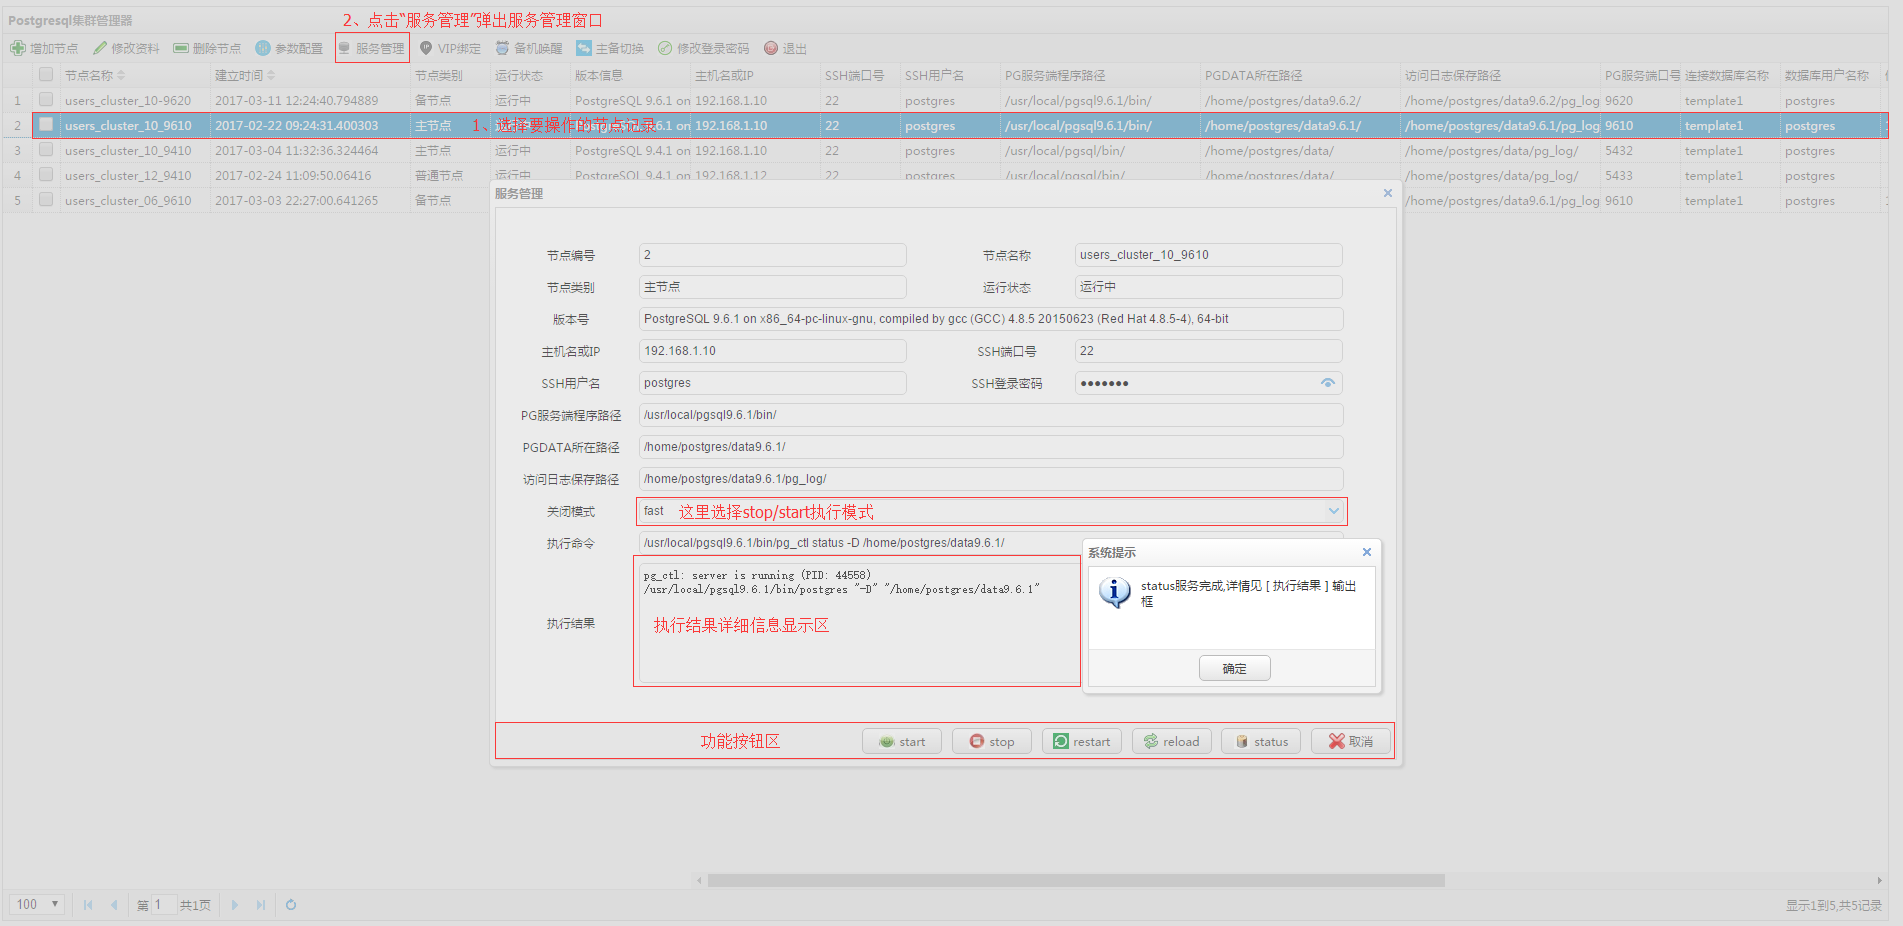 2、点击“服务管理”弹出服务管理窗口
Postgresql集群管理器
增加节点 修改资料 删除节点 参数配置 服务管理 VIP绑定 备机唤醒 主备切换 修改登录密码 退出
节点名称 建立时间 节点类别 运行状态 版本信息 主机名或IP SSH端口号 SSH用户名 PG服务端程序路径 PGDATA所在路径 访问日志保存路径 PG服务端口号 连接数据库名称 数据库用户名称
1 users_cluster_10-9620 2017-03-11 12:24:40.794889 备节点 运行中 PostgreSQL 9.6.1 on 192.168.1.10 22 postgres /usr/local/pgsql9.6.1/bin/ /home/postgres/data9.6.2/ /home/postgres/data9.6.2/pg_log 9620 template1 postgres
2 users_cluster_10_9610 2017-02-22 09:24:31.400303 主节点 1、选择要操作的节点记录 6.1 on 192.168.1.10 22 postgres /usr/local/pgsql9.6.1/bin/ /home/postgres/data9.6.1/ /home/postgres/data9.6.1/pg_log 9610 template1 postgres
3 users_cluster_10_9410 2017-03-04 11:32:36.324464 主节点 运行中 PostgreSQL 9.4.1 on 192.168.1.10 22 postgres /usr/local/pgsql/bin/ /home/postgres/data/ /home/postgres/data/pg_log/ 5432 template1 postgres
4 users_cluster_12_9410 2017-02-24 11:09:50.06416 普通节点 运行中 PostgreSQL 9.4.1 on 192.168.1.12 22 postgres /usr/local/pgsql/bin/ /home/postgres/data/ /home/postgres/data/pg_log/ 5433 template1 postgres
5 users_cluster_06_9610 2017-03-03 22:27:00.641265 备节点 /home/postgres/data9.6.1/pg_log 9610 template1 postgres
服务管理
节点编号 2 节点名称 users_cluster_10_9610
节点类别 主节点 运行状态 运行中
版本号 PostgreSQL 9.6.1 on x86_64-pc-linux-gnu, compiled by gcc (GCC) 4.8.5 20150623 (Red Hat 4.8.5-4), 64-bit
主机名或IP 192.168.1.10 SSH端口号 22
SSH用户名 postgres SSH登录密码 •••••••
PG服务端程序路径 /usr/local/pgsql9.6.1/bin/
PGDATA所在路径 /home/postgres/data9.6.1/
访问日志保存路径 /home/postgres/data9.6.1/pg_log/
关闭模式 fast 这里选择stop/start执行模式
执行命令 /usr/local/pgsql9.6.1/bin/pg_ctl status -D /home/postgres/data9.6.1/
执行结果
pg_ctl: server is running (PID: 44558)
/usr/local/pgsql9.6.1/bin/postgres "-D" "/home/postgres/data9.6.1"
执行结果详细信息显示区
系统提示
status服务完成,详情见 [ 执行结果 ] 输出
框
确定
功能按钮区 start stop restart reload status 取消
100 第 1 共1页 显示1到5,共5记录